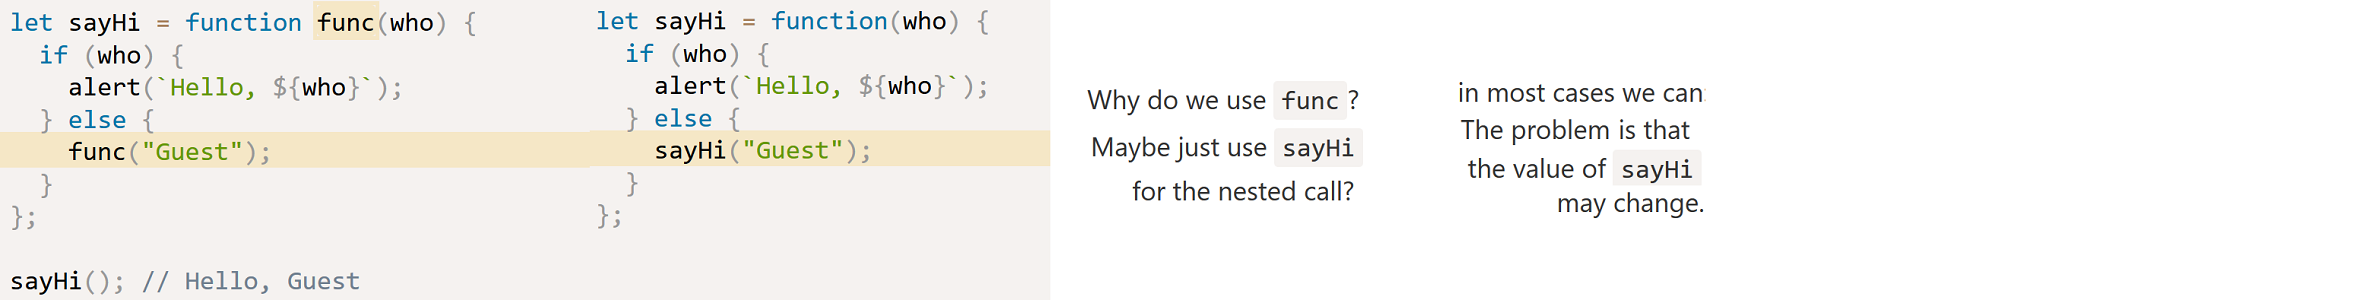 let sayHi = function func(who) {
  if (who) {
    alert(`Hello, ${who}`);
  } else {
    func("Guest");
  }
};
sayHi(); // Hello, Guest
let sayHi = function(who) {
  if (who) {
    alert(`Hello, ${who}`);
  } else {
    sayHi("Guest");
  }
};
Why do we use func?
Maybe just use sayHi
for the nested call?
in most cases we can
The problem is that
the value of sayHi
may change.